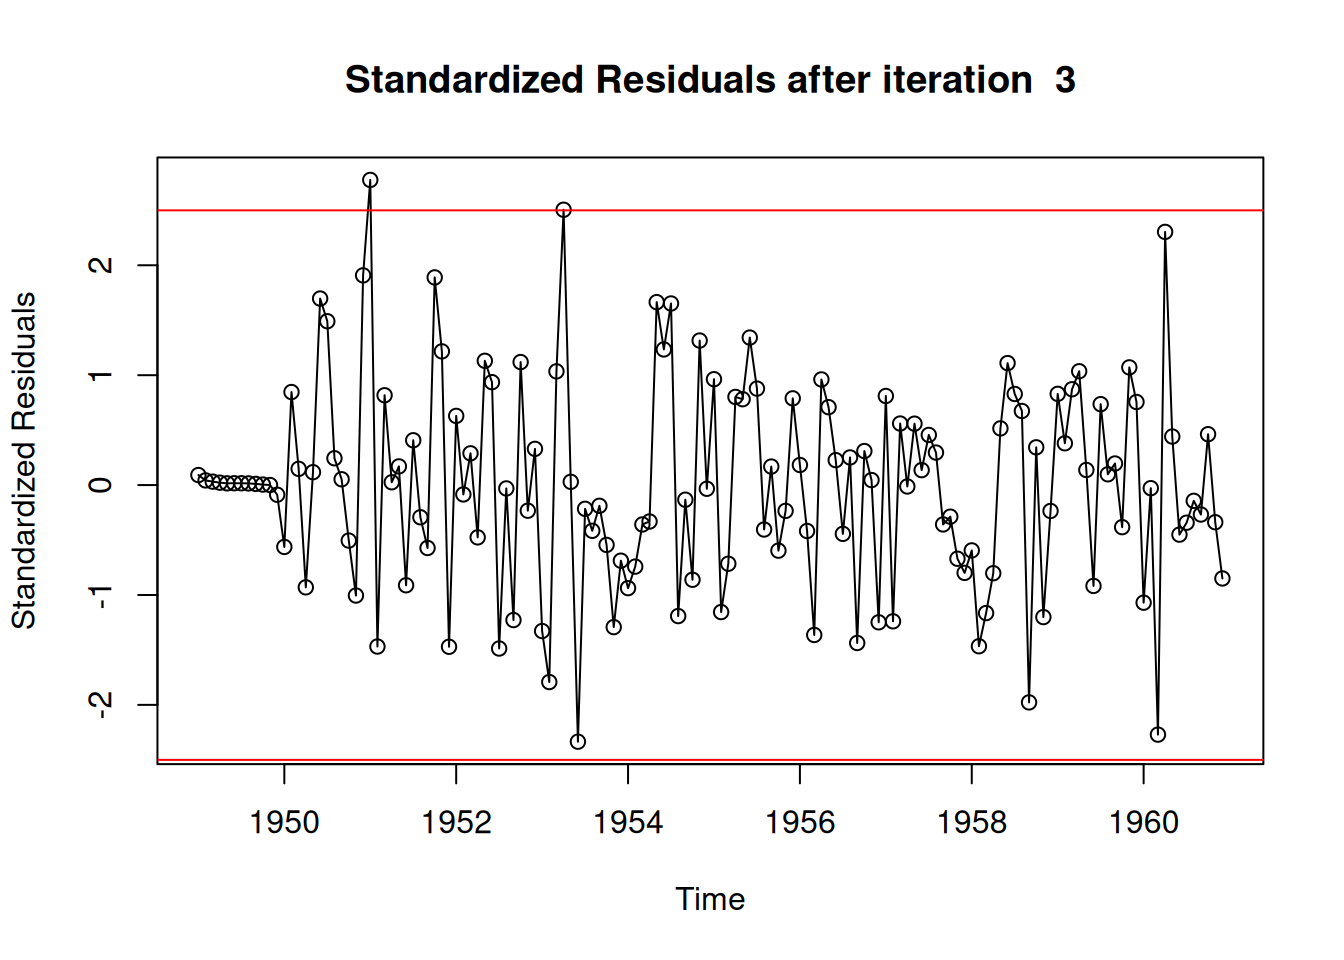 Standardized Residuals after iteration  3
Standardized Residuals
2
1
0
-1
-2
1950 1952 1954 1956 1958 1960
Time